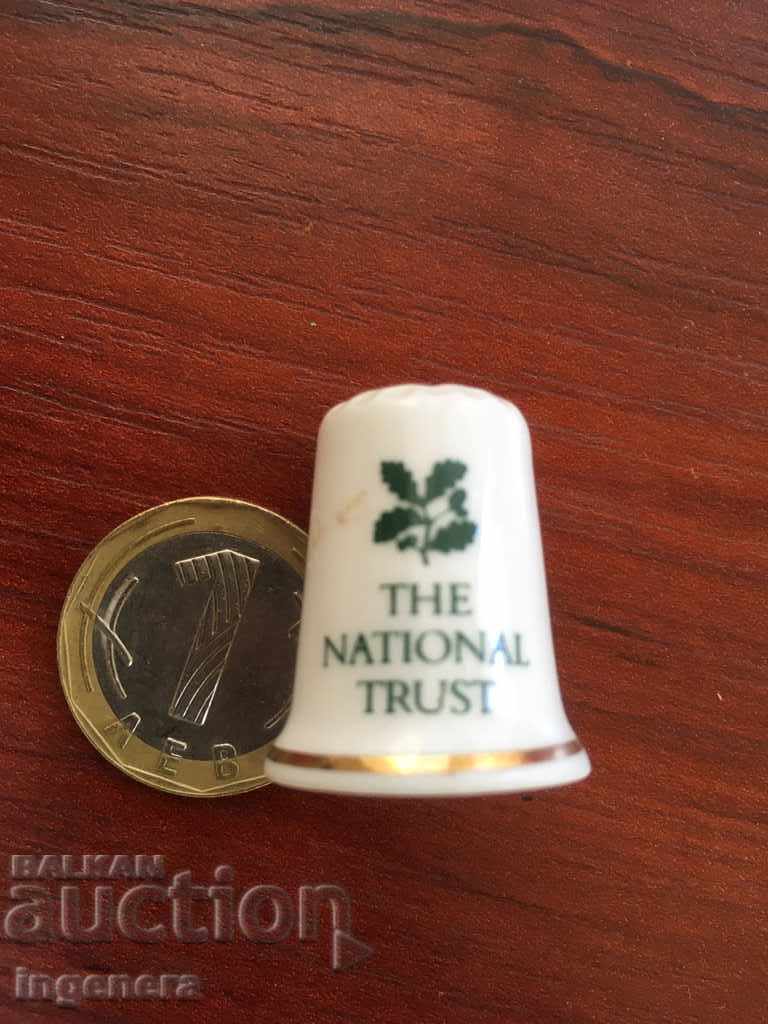 THE
NATIONAL
TRUST
1
ЛЕВ
BALKAN
auction
ingenera